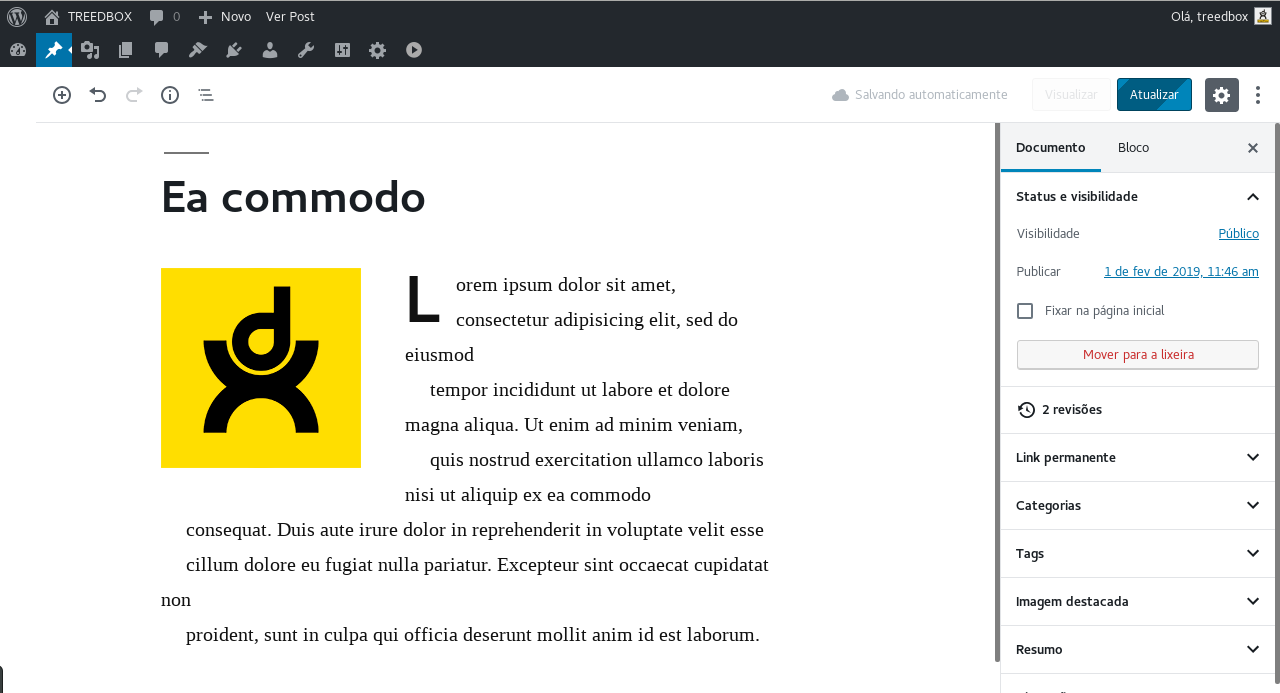 TREEDBOX 0 Novo Ver Post Olá, treedbox
Salvando automaticamente Visualizar Atualizar
Documento Bloco
Ea commodo
Lorem ipsum dolor sit amet,
consectetur adipisicing elit, sed do
eiusmod
tempor incididunt ut labore et dolore
magna aliqua. Ut enim ad minim veniam,
quis nostrud exercitation ullamco laboris
nisi ut aliquip ex ea commodo
consequat. Duis aute irure dolor in reprehenderit in voluptate velit esse
cillum dolore eu fugiat nulla pariatur. Excepteur sint occaecat cupidatat
non
proident, sunt in culpa qui officia deserunt mollit anim id est laborum.
Status e visibilidade
Visibilidade Público
Publicar 1 de fev de 2019, 11:46 am
Fixar na página inicial
Mover para a lixeira
2 revisões
Link permanente
Categorias
Tags
Imagem destacada
Resumo